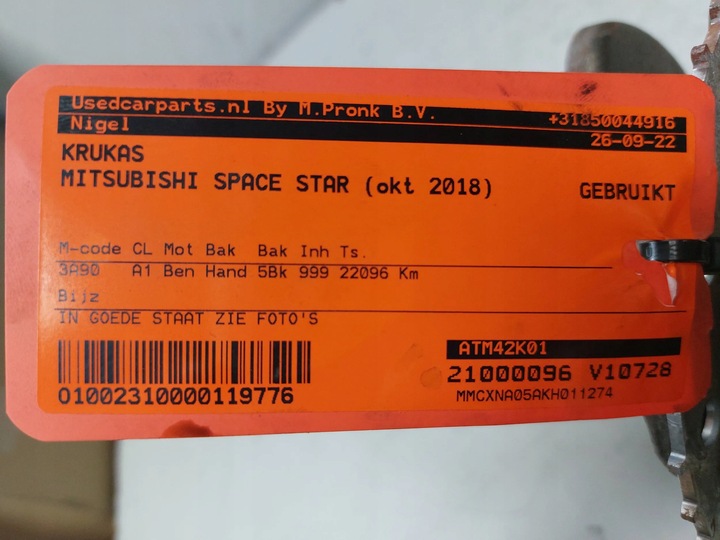 Usedcarparts.nl By M.Pronk B.V. +31850044916
Nigel 26-09-22
KRUKAS
MITSUBISHI SPACE STAR (okt 2018) GEBRUIKT
M-code CL Mot Bak Bak Inh Ts.
3A90 A1 Ben Hand 5Bk 999 22096 Km
Bijz
IN GOEDE STAAT ZIE FOTO'S
ATM42K01
21000096 V10728
01002310000119776
MMCXNA05AKH011274